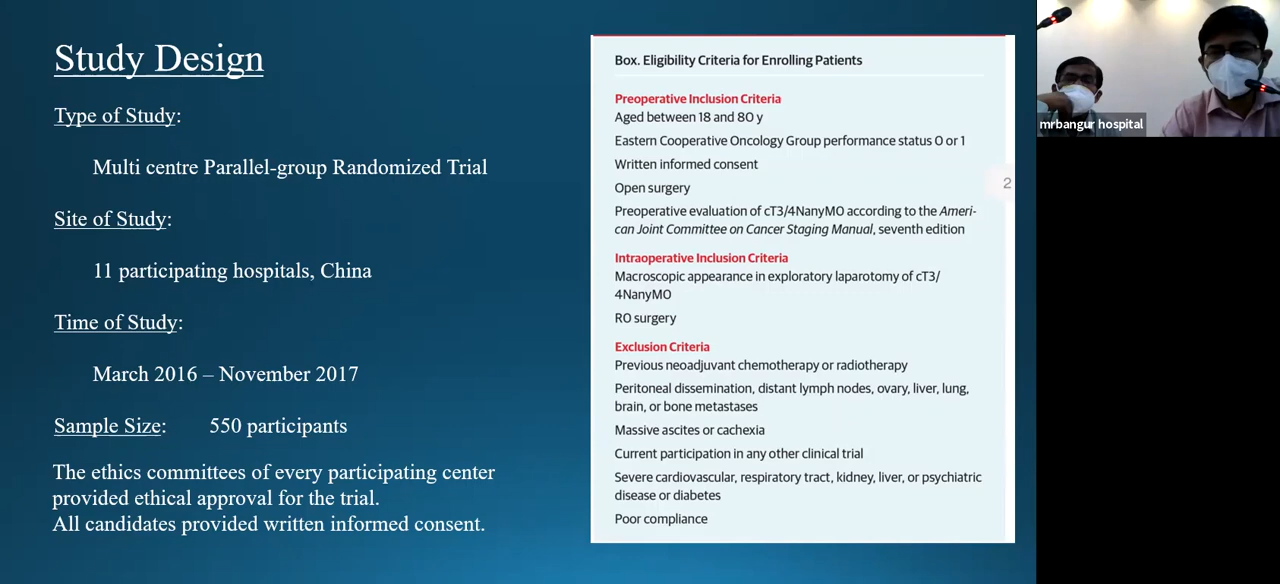 Study Design
Type of Study:
Multi centre Parallel-group Randomized Trial
Site of Study:
11 participating hospitals, China
Time of Study:
March 2016 – November 2017
Sample Size: 550 participants
The ethics committees of every participating center
provided ethical approval for the trial.
All candidates provided written informed consent.
Box. Eligibility Criteria for Enrolling Patients
Preoperative Inclusion Criteria
Aged between 18 and 80 y
Eastern Cooperative Oncology Group performance status 0 or 1
Written informed consent
Open surgery
Preoperative evaluation of cT3/4NanyM0 according to the Ameri-
can Joint Committee on Cancer Staging Manual, seventh edition
Intraoperative Inclusion Criteria
Macroscopic appearance in exploratory laparotomy of cT3/
4NanyM0
R0 surgery
Exclusion Criteria
Previous neoadjuvant chemotherapy or radiotherapy
Peritoneal dissemination, distant lymph nodes, ovary, liver, lung,
brain, or bone metastases
Massive ascites or cachexia
Current participation in any other clinical trial
Severe cardiovascular, respiratory tract, kidney, liver, or psychiatric
disease or diabetes
Poor compliance
2
mrbangur hospital